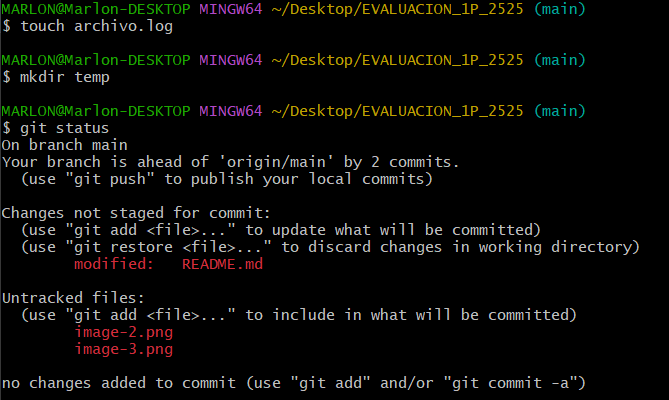 MARLON@Marlon-DESKTOP MINGW64 ~/Desktop/EVALUACION_1P_2525 (main)
$ touch archivo.log

MARLON@Marlon-DESKTOP MINGW64 ~/Desktop/EVALUACION_1P_2525 (main)
$ mkdir temp

MARLON@Marlon-DESKTOP MINGW64 ~/Desktop/EVALUACION_1P_2525 (main)
$ git status
On branch main
Your branch is ahead of 'origin/main' by 2 commits.
  (use "git push" to publish your local commits)

Changes not staged for commit:
  (use "git add <file>..." to update what will be committed)
  (use "git restore <file>..." to discard changes in working directory)
        modified:   README.md

Untracked files:
  (use "git add <file>..." to include in what will be committed)
        image-2.png
        image-3.png

no changes added to commit (use "git add" and/or "git commit -a")